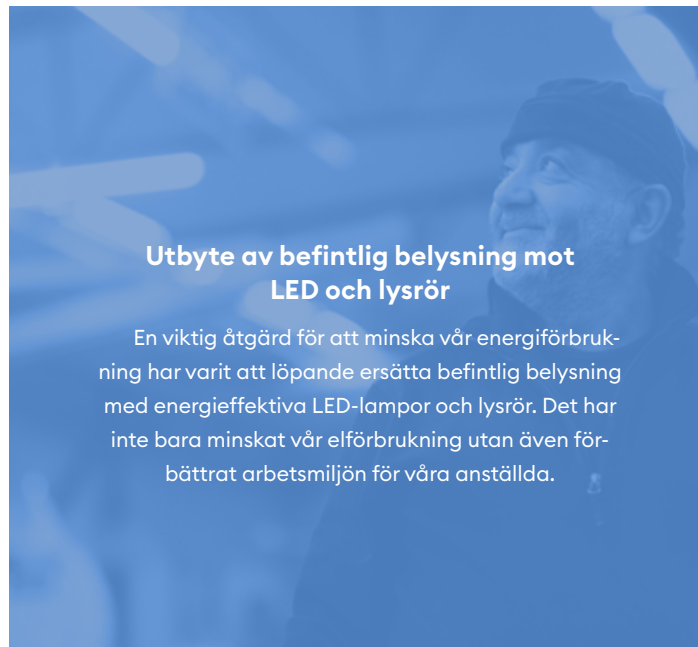 Utbyte av befintlig belysning mot
LED och lysrör
En viktig åtgärd för att minska vår energiförbruk-
ning har varit att löpande ersätta befintlig belysning
med energieffektiva LED-lampor och lysrör. Det har
inte bara minskat vår elförbrukning utan även för-
bättrat arbetsmiljön för våra anställda.